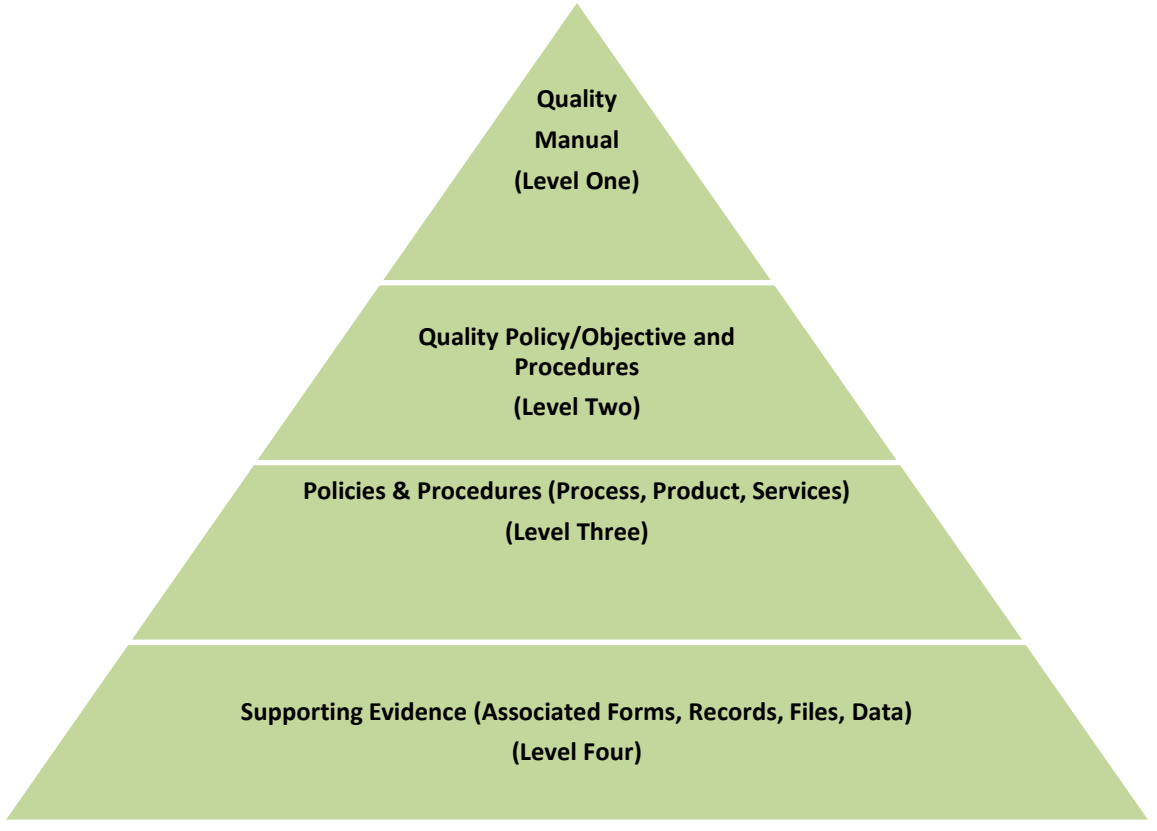 Quality
Manual
(Level One)
Quality Policy/Objective and
Procedures
(Level Two)
Policies & Procedures (Process, Product, Services)
(Level Three)
Supporting Evidence (Associated Forms, Records, Files, Data)
(Level Four)